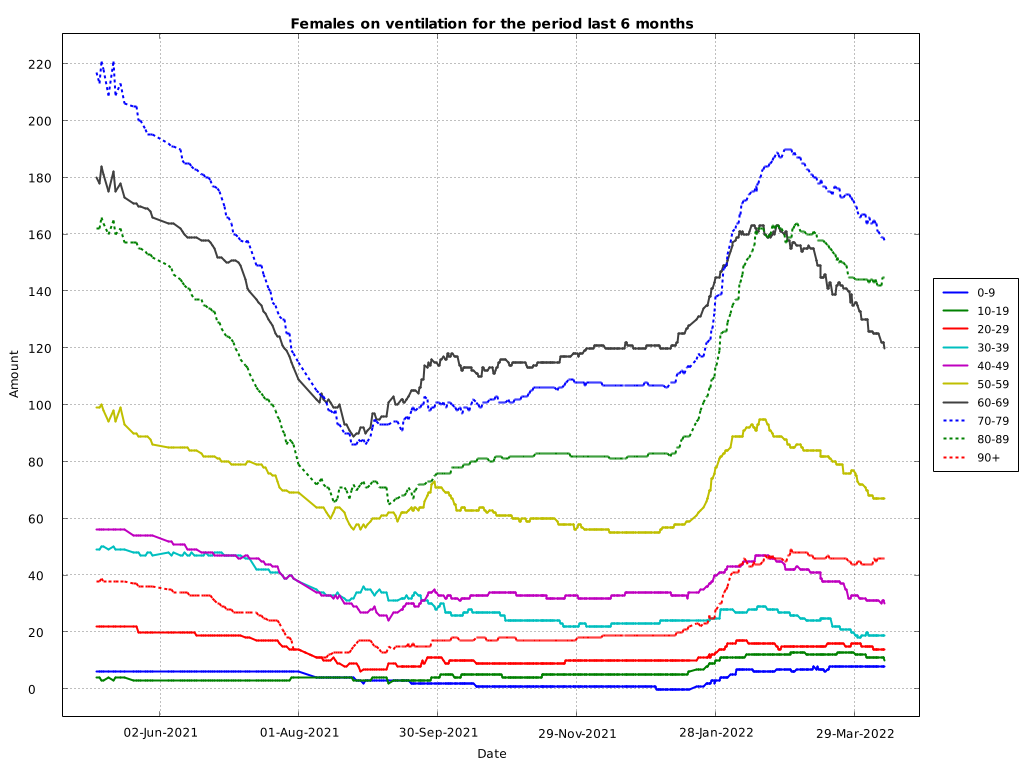 Females on ventilation for the period last 6 months
Amount
220
200
180
160
140
120
100
80
60
40
20
0
02-Jun-2021
01-Aug-2021
30-Sep-2021
29-Nov-2021
28-Jan-2022
29-Mar-2022
Date
0-9
10-19
20-29
30-39
40-49
50-59
60-69
70-79
80-89
90+